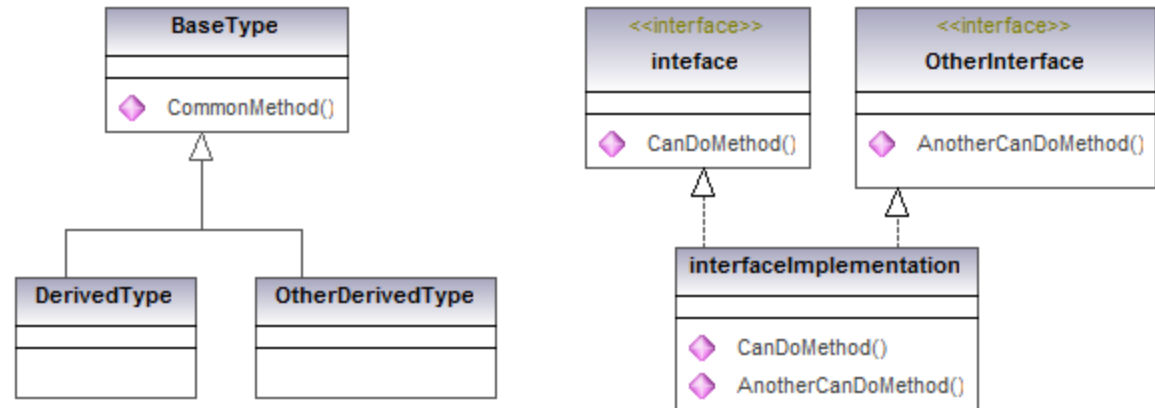 BaseType
CommonMethod()
DerivedType
OtherDerivedType
<<interface>>
inteface
CanDoMethod()
<<interface>>
OtherInterface
AnotherCanDoMethod()
interfaceImplementation
CanDoMethod()
AnotherCanDoMethod()